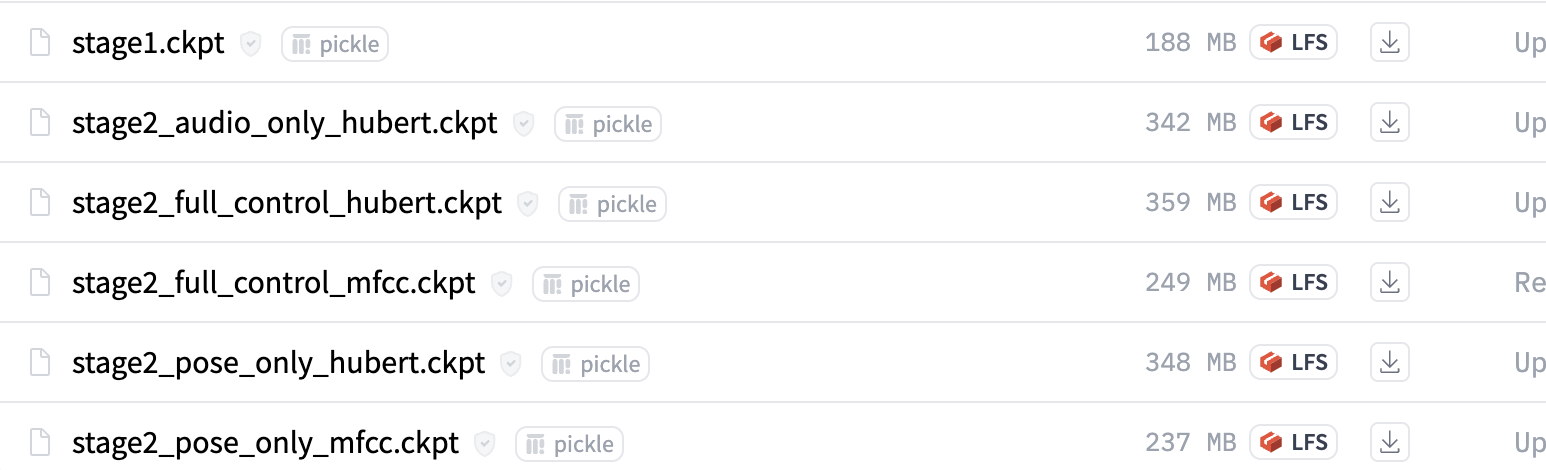 stage1.ckpt pickle 188 MB LFS Up
stage2_audio_only_hubert.ckpt pickle 342 MB LFS Up
stage2_full_control_hubert.ckpt pickle 359 MB LFS Up
stage2_full_control_mfcc.ckpt pickle 249 MB LFS Re
stage2_pose_only_hubert.ckpt pickle 348 MB LFS Up
stage2_pose_only_mfcc.ckpt pickle 237 MB LFS Up